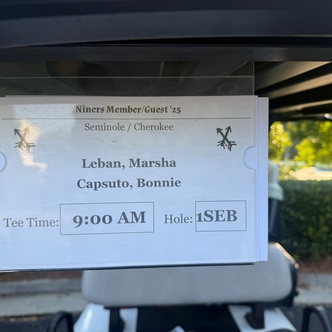 Niners Member/Guest '25
Seminole / Cherokee
Leban, Marsha
Capsuto, Bonnie
Tee Time: 9:00 AM Hole: 1SEB